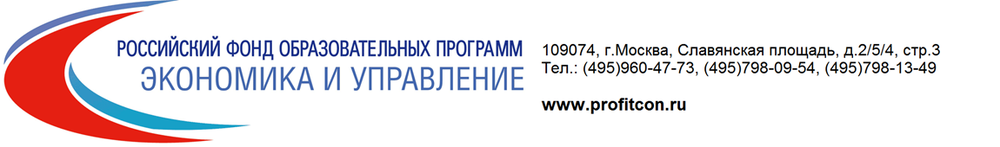 РОССИЙСКИЙ ФОНД ОБРАЗОВАТЕЛЬНЫХ ПРОГРАММ
ЭКОНОМИКА И УПРАВЛЕНИЕ
109074, г.Москва, Славянская площадь, д.2/5/4, стр.3
Тел.: (495)960-47-73, (495)798-09-54, (495)798-13-49
www.profitcon.ru